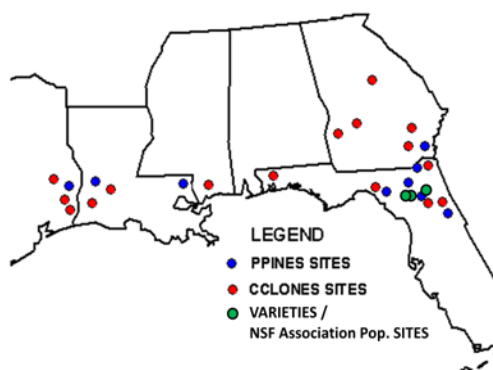 LEGEND
PPINES SITES
CCLONES SITES
VARIETIES /
NSF Association Pop. SITES